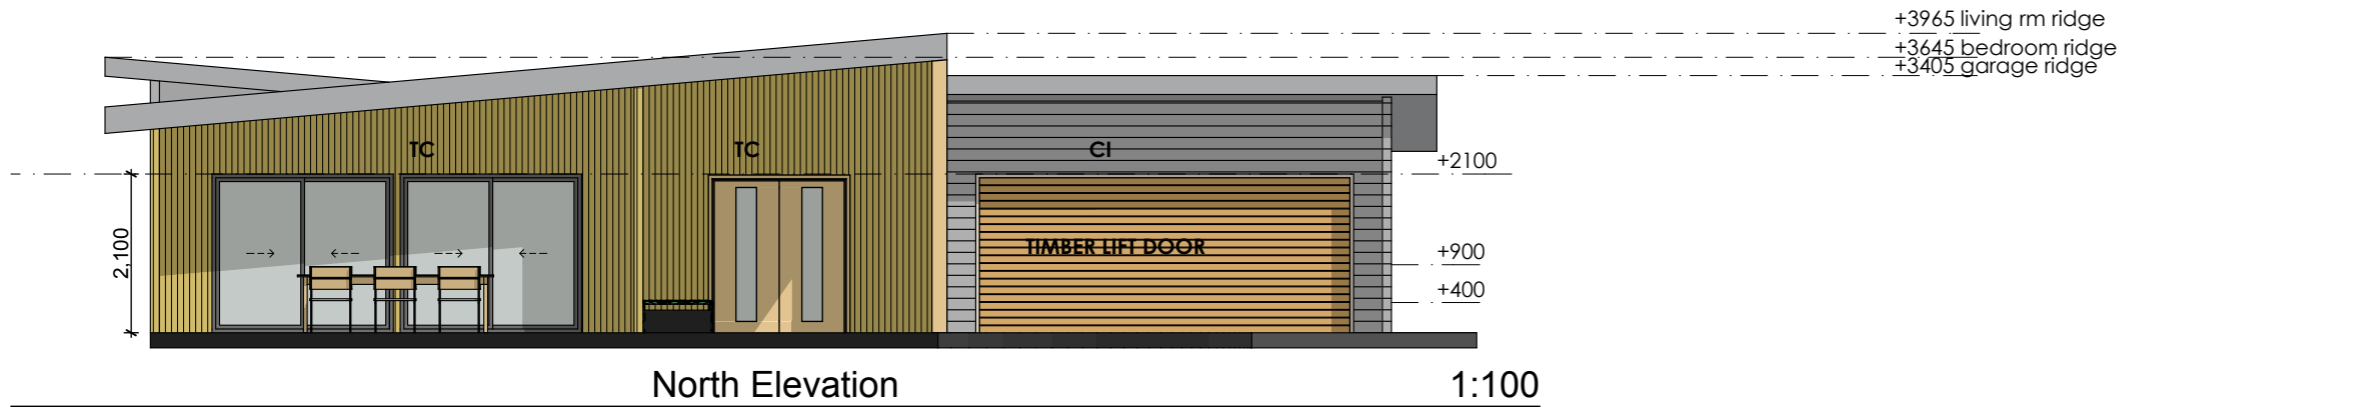 +3965 living rm ridge
+3645 bedroom ridge
+3405 garage ridge
TC
TC
CI
+2100
2,100
TIMBER LIFT DOOR
+900
+400
North Elevation
1:100